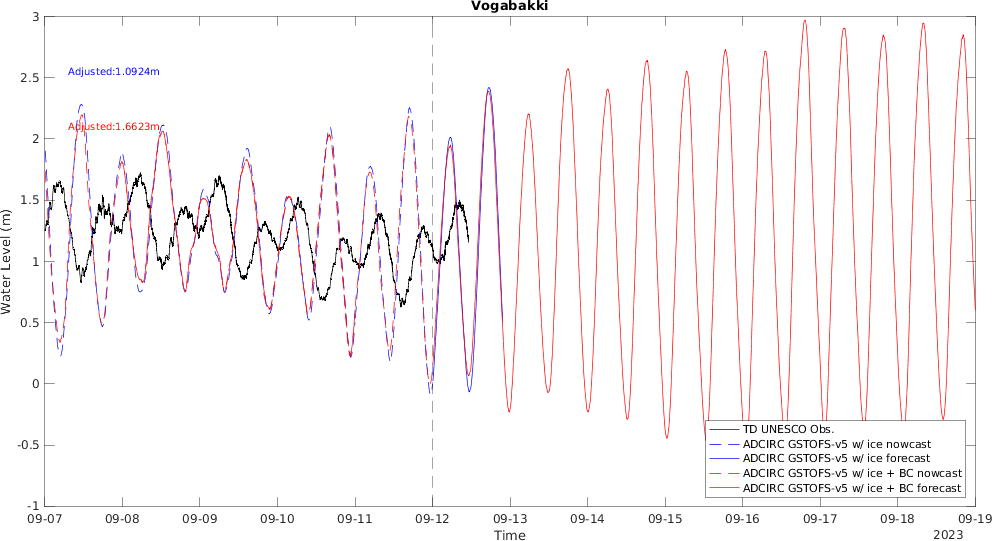 Vogabakki
3
2.5
2
1.5
1
0.5
0
-0.5
-1
Water Level (m)
Adjusted:1.0924m
Adjusted:1.6623m
TD UNESCO Obs.
ADCIRC GSTOFS-v5 w/ ice nowcast
ADCIRC GSTOFS-v5 w/ ice forecast
ADCIRC GSTOFS-v5 w/ ice + BC nowcast
ADCIRC GSTOFS-v5 w/ ice + BC forecast
09-07 09-08 09-09 09-10 09-11 09-12 09-13 09-14 09-15 09-16 09-17 09-18 09-19
Time
2023